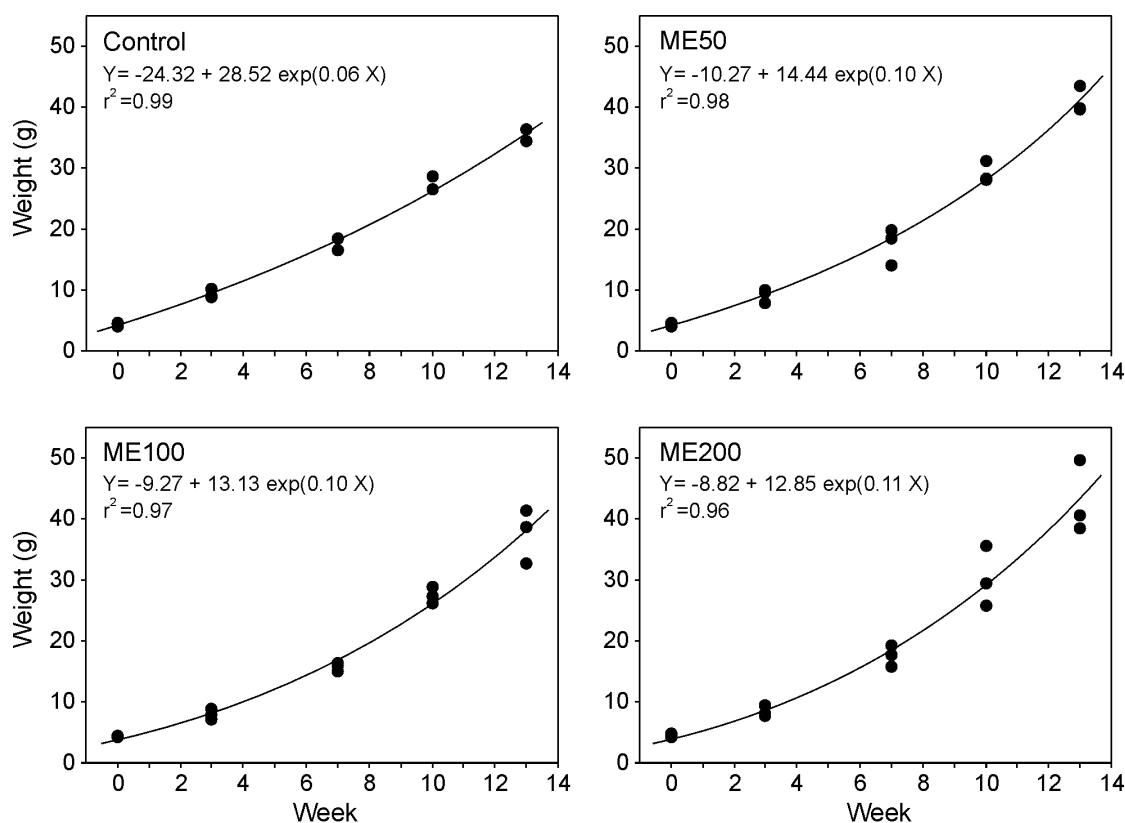 Control
Y= -24.32 + 28.52 exp(0.06 X)
r²=0.99
Weight (g)
50
40
30
20
10
0
0 2 4 6 8 10 12 14
ME50
Y= -10.27 + 14.44 exp(0.10 X)
r²=0.98
50
40
30
20
10
0
0 2 4 6 8 10 12 14
ME100
Y= -9.27 + 13.13 exp(0.10 X)
r²=0.97
Weight (g)
50
40
30
20
10
0
0 2 4 6 8 10 12 14
Week
ME200
Y= -8.82 + 12.85 exp(0.11 X)
r²=0.96
50
40
30
20
10
0
0 2 4 6 8 10 12 14
Week